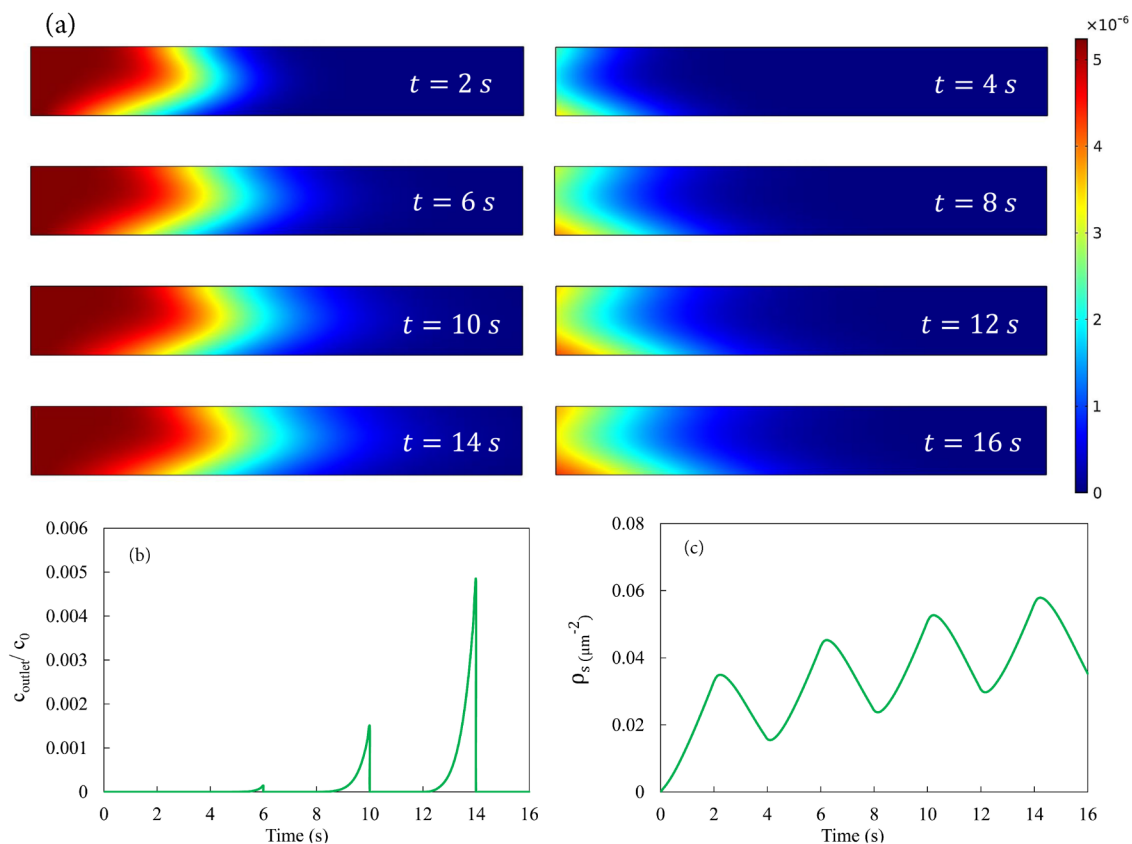 (a)
×10⁻⁶
t = 2 s
t = 4 s
5
4
t = 6 s
t = 8 s
3
t = 10 s
t = 12 s
2
1
t = 14 s
t = 16 s
0
(b)
0.006
0.005
0.004
0.003
0.002
0.001
0
c_outlet/ c_0
0 2 4 6 8 10 12 14 16
Time (s)
(c)
0.08
0.06
0.04
0.02
0
ρ_s (μm⁻²)
0 2 4 6 8 10 12 14 16
Time (s)